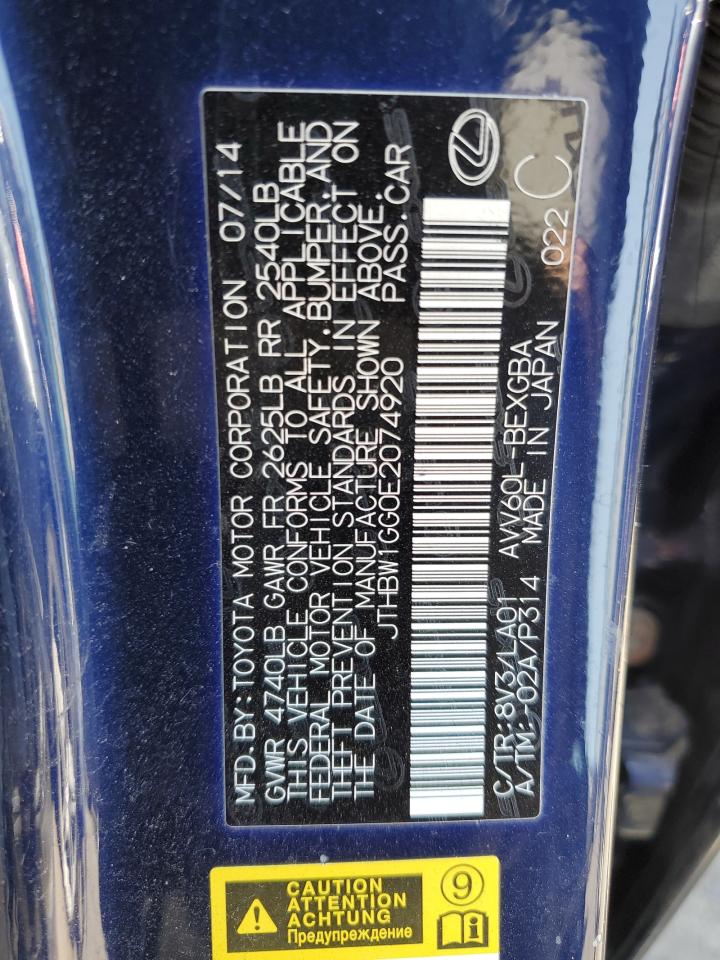 MFD.BY:TOYOTA MOTOR CORPORATION 07/14
GVWR 4740LB GAWR FR 2625LB RR 2540LB
THIS VEHICLE CONFORMS TO ALL APPLICABLE
FEDERAL MOTOR VEHICLE SAFETY,BUMPER,AND
THEFT PREVENTION STANDARDS IN EFFECT ON
THE DATE OF MANUFACTURE SHOWN ABOVE.
JTHBW1GG0E2074920 PASS.CAR
C/TR:8V3/LA01 AVV60L-BEXGBA 022 C
A/TM:-02A/P314 MADE IN JAPAN
CAUTION
ATTENTION
ACHTUNG
Предупреждение
9
i